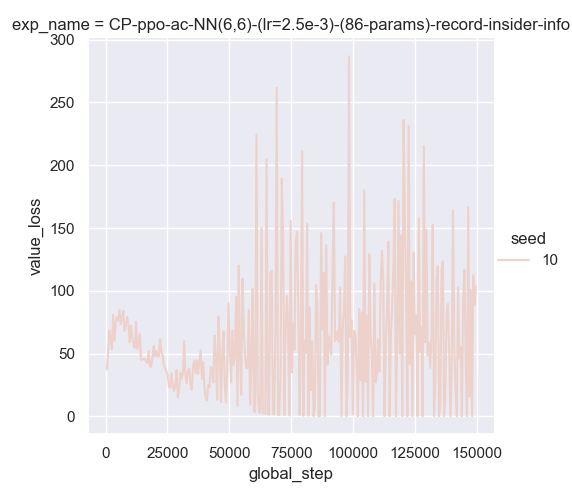 exp_name = CP-ppo-ac-NN(6,6)-(lr=2.5e-3)-(86-params)-record-insider-info
300
250
200
150
100
50
0
value_loss
0 25000 50000 75000 100000 125000 150000
global_step
seed
10